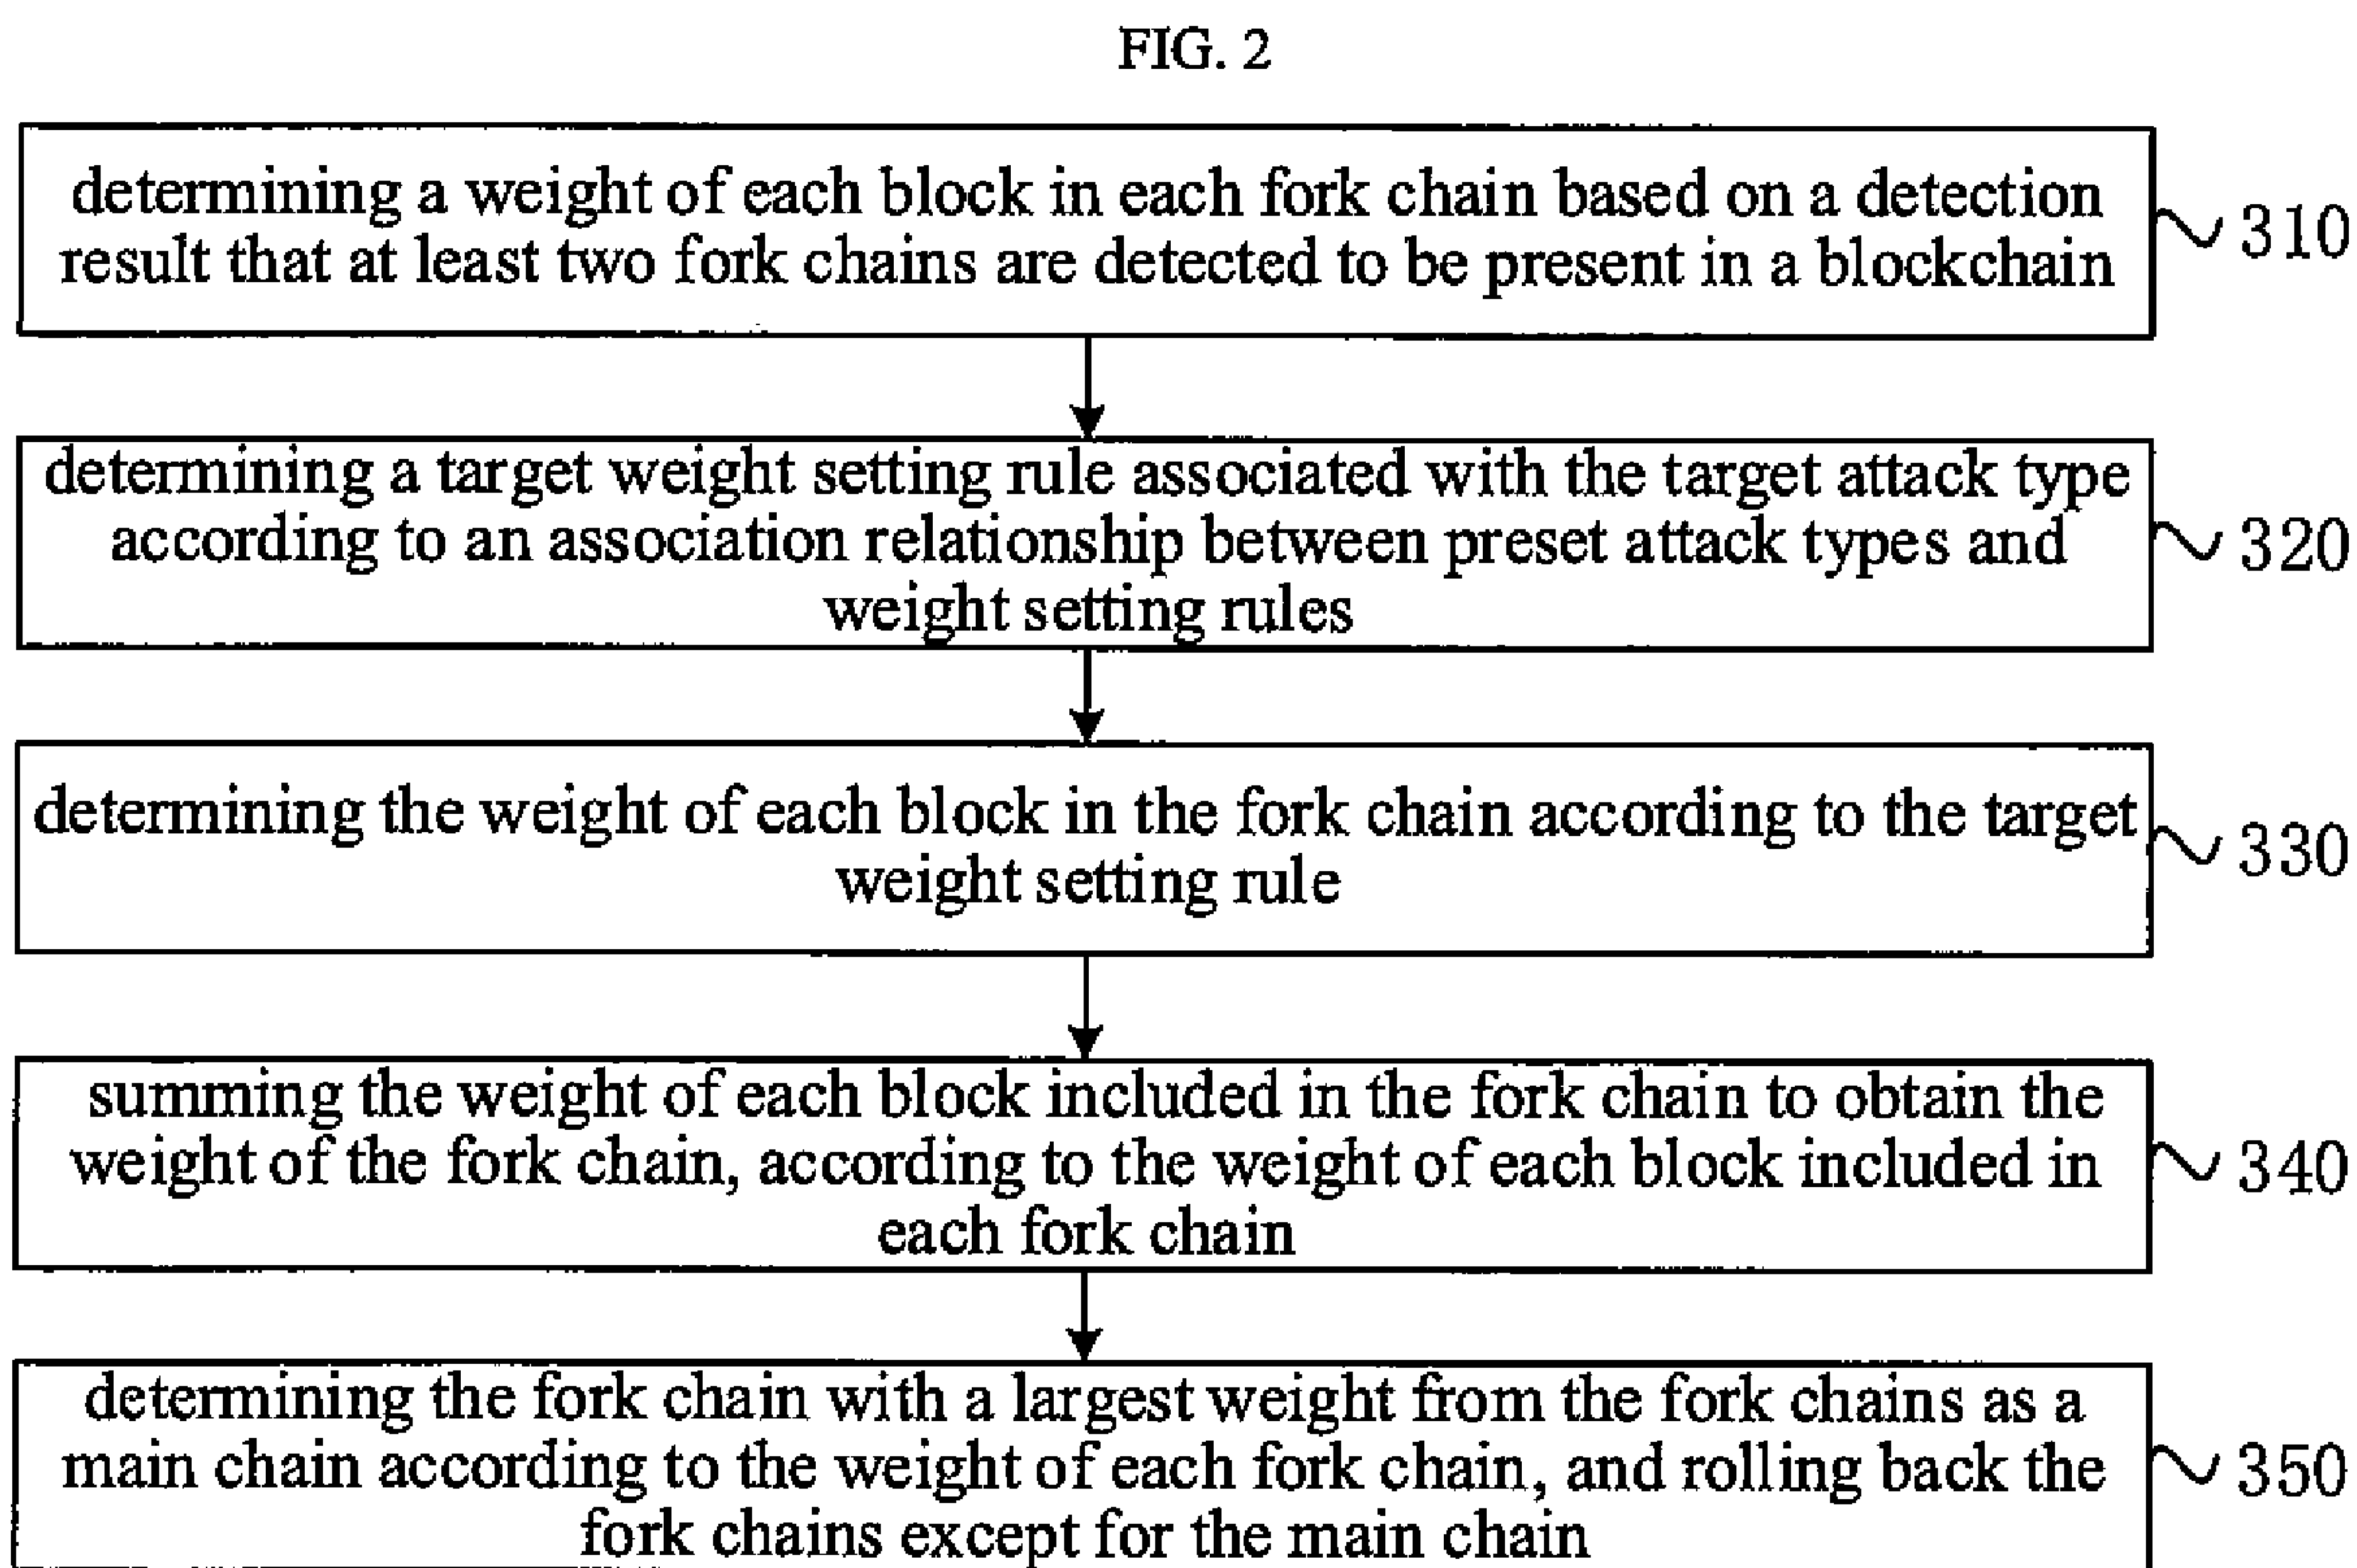 FIG. 2
determining a weight of each block in each fork chain based on a detection
result that at least two fork chains are detected to be present in a blockchain
310
determining a target weight setting rule associated with the target attack type
according to an association relationship between preset attack types and
weight setting rules
320
determining the weight of each block in the fork chain according to the target
weight setting rule
330
summing the weight of each block included in the fork chain to obtain the
weight of the fork chain, according to the weight of each block included in
each fork chain
340
determining the fork chain with a largest weight from the fork chains as a
main chain according to the weight of each fork chain, and rolling back the
fork chains except for the main chain
350